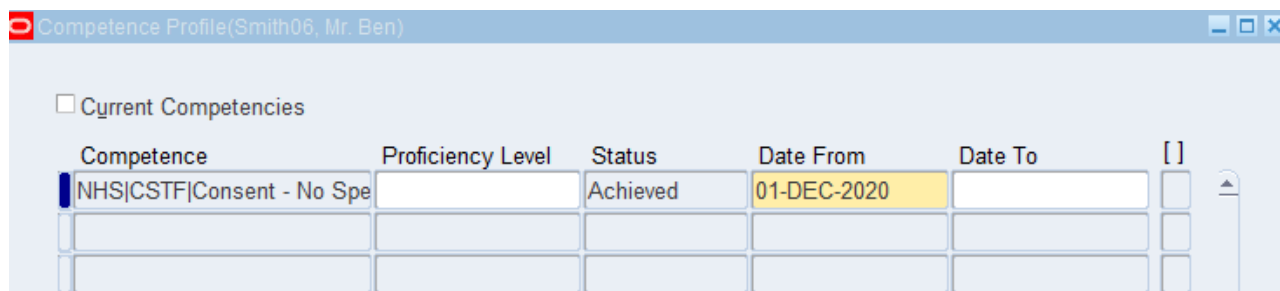 Competence Profile(Smith06, Mr. Ben)
Current Competencies
Competence Proficiency Level Status Date From Date To [ ]
NHS|CSTF|Consent - No Spe Achieved 01-DEC-2020